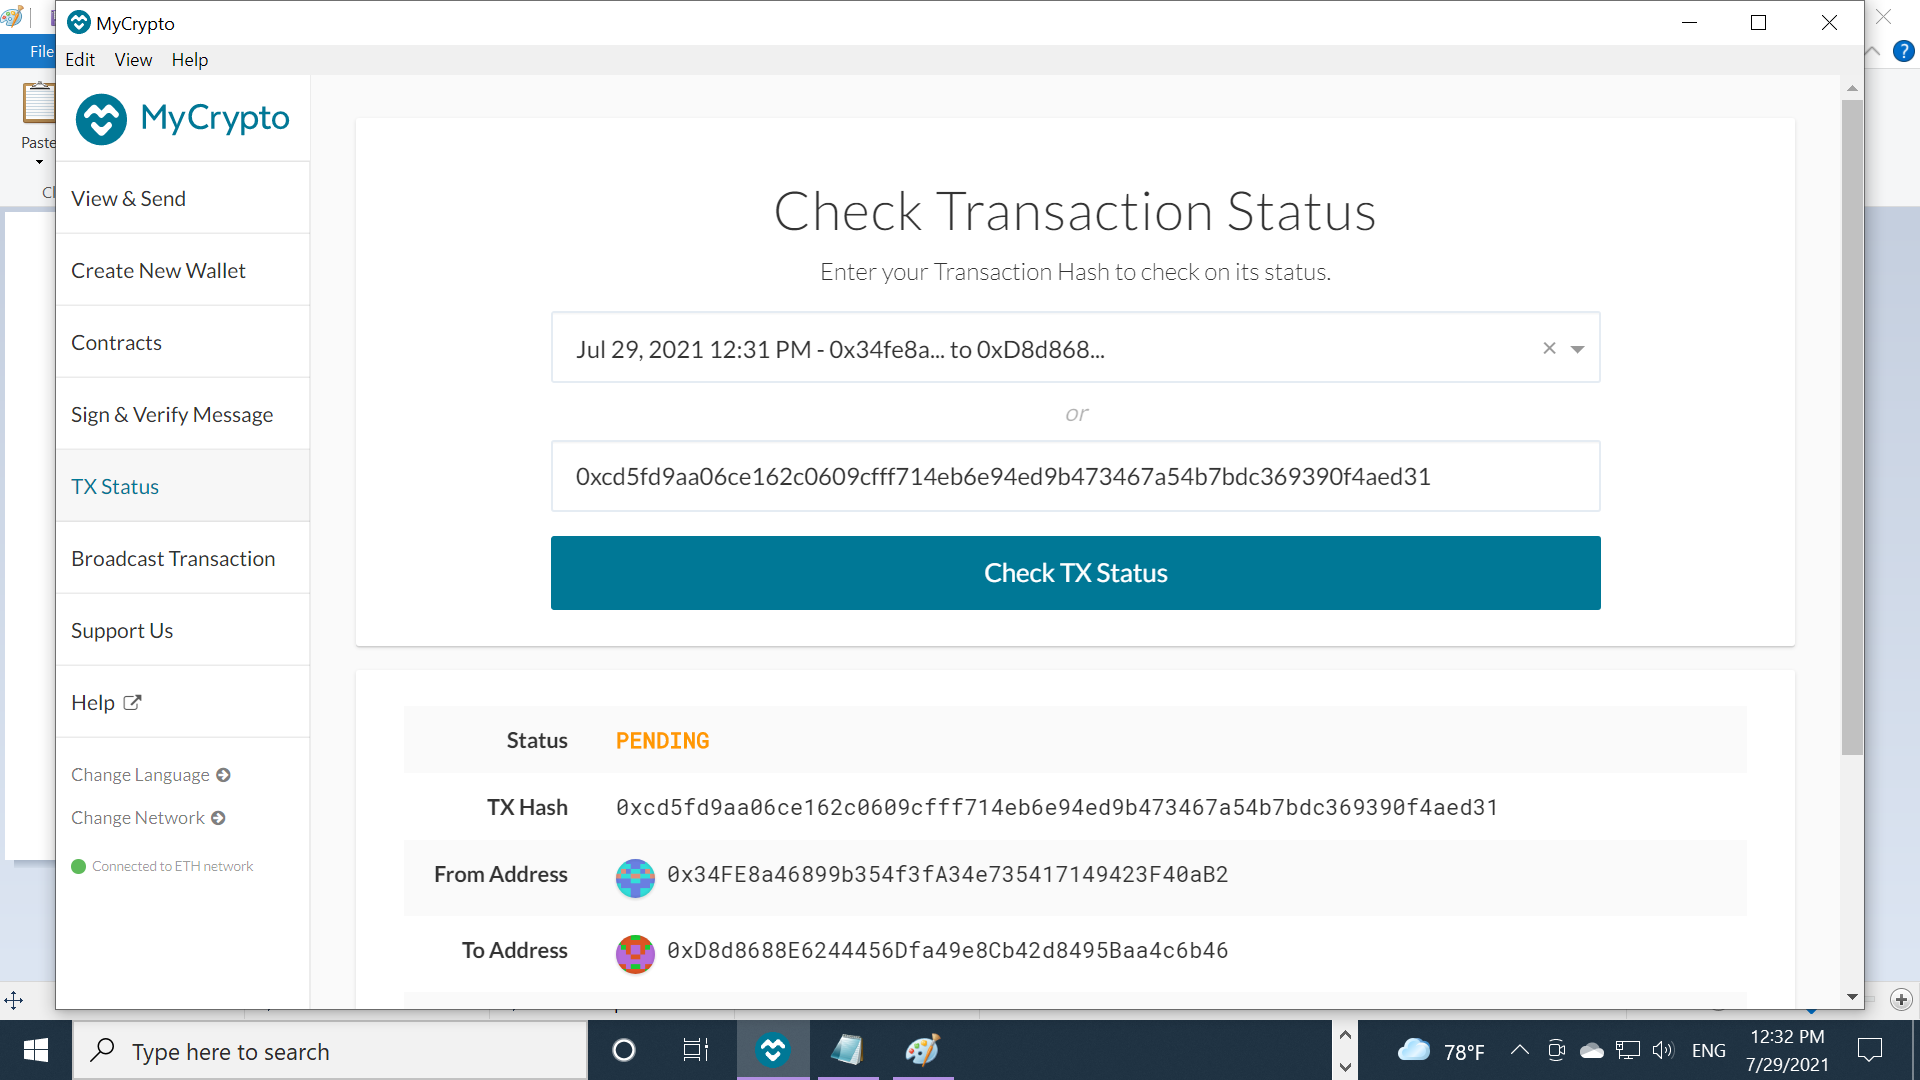 MyCrypto
File
Edit View Help
Paste
Cl
MyCrypto
View & Send
Create New Wallet
Contracts
Sign & Verify Message
TX Status
Broadcast Transaction
Support Us
Help
Change Language
Change Network
Connected to ETH network
Check Transaction Status
Enter your Transaction Hash to check on its status.
Jul 29, 2021 12:31 PM - 0x34fe8a... to 0xD8d868...
or
0xcd5fd9aa06ce162c0609cfff714eb6e94ed9b473467a54b7bdc369390f4aed31
Check TX Status
Status PENDING
TX Hash 0xcd5fd9aa06ce162c0609cfff714eb6e94ed9b473467a54b7bdc369390f4aed31
From Address 0x34FE8a46899b354f3fA34e735417149423F40aB2
To Address 0xD8d8688E6244456Dfa49e8Cb42d8495Baa4c6b46
Type here to search
78°F
ENG
12:32 PM
7/29/2021